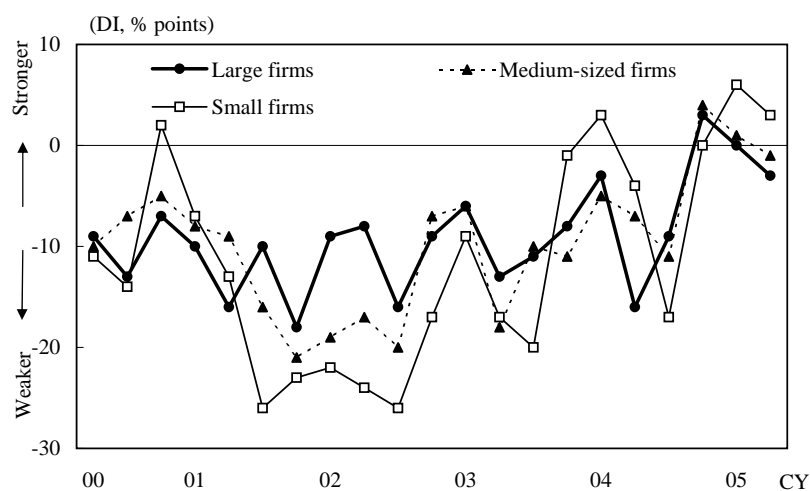 (DI, % points)
Stronger
Weaker
Large firms
Medium-sized firms
Small firms
10
0
-10
-20
-30
00 01 02 03 04 05 CY